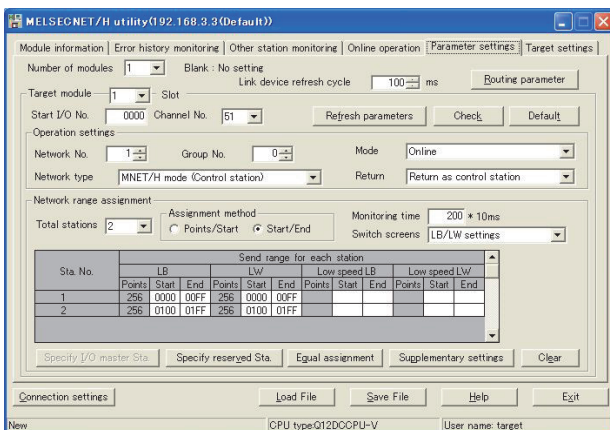 MELSECNET/H utility(192.168.3.3(Default))
Module information Error history monitoring Other station monitoring Online operation Parameter settings Target settings
Number of modules 1 Blank : No setting
Link device refresh cycle 100 ms Routing parameter
Target module 1 Slot
Start I/O No. 0000 Channel No. 51 Refresh parameters Check Default
Operation settings
Network No. 1 Group No. 0 Mode Online
Network type MNET/H mode (Control station) Return Return as control station
Network range assignment
Total stations 2 Assignment method Points/Start Start/End Monitoring time 200 * 10ms
Switch screens LB/LW settings
Sta. No. Send range for each station
LB LW Low speed LB Low speed LW
Points Start End Points Start End Points Start End Points Start End
1 256 0000 00FF 256 0000 00FF
2 256 0100 01FF 256 0100 01FF
Specify I/O master Sta. Specify reserved Sta. Equal assignment Supplementary settings Clear
Connection settings Load File Save File Help Exit
New CPU type:Q12DCCPU-V User name: target